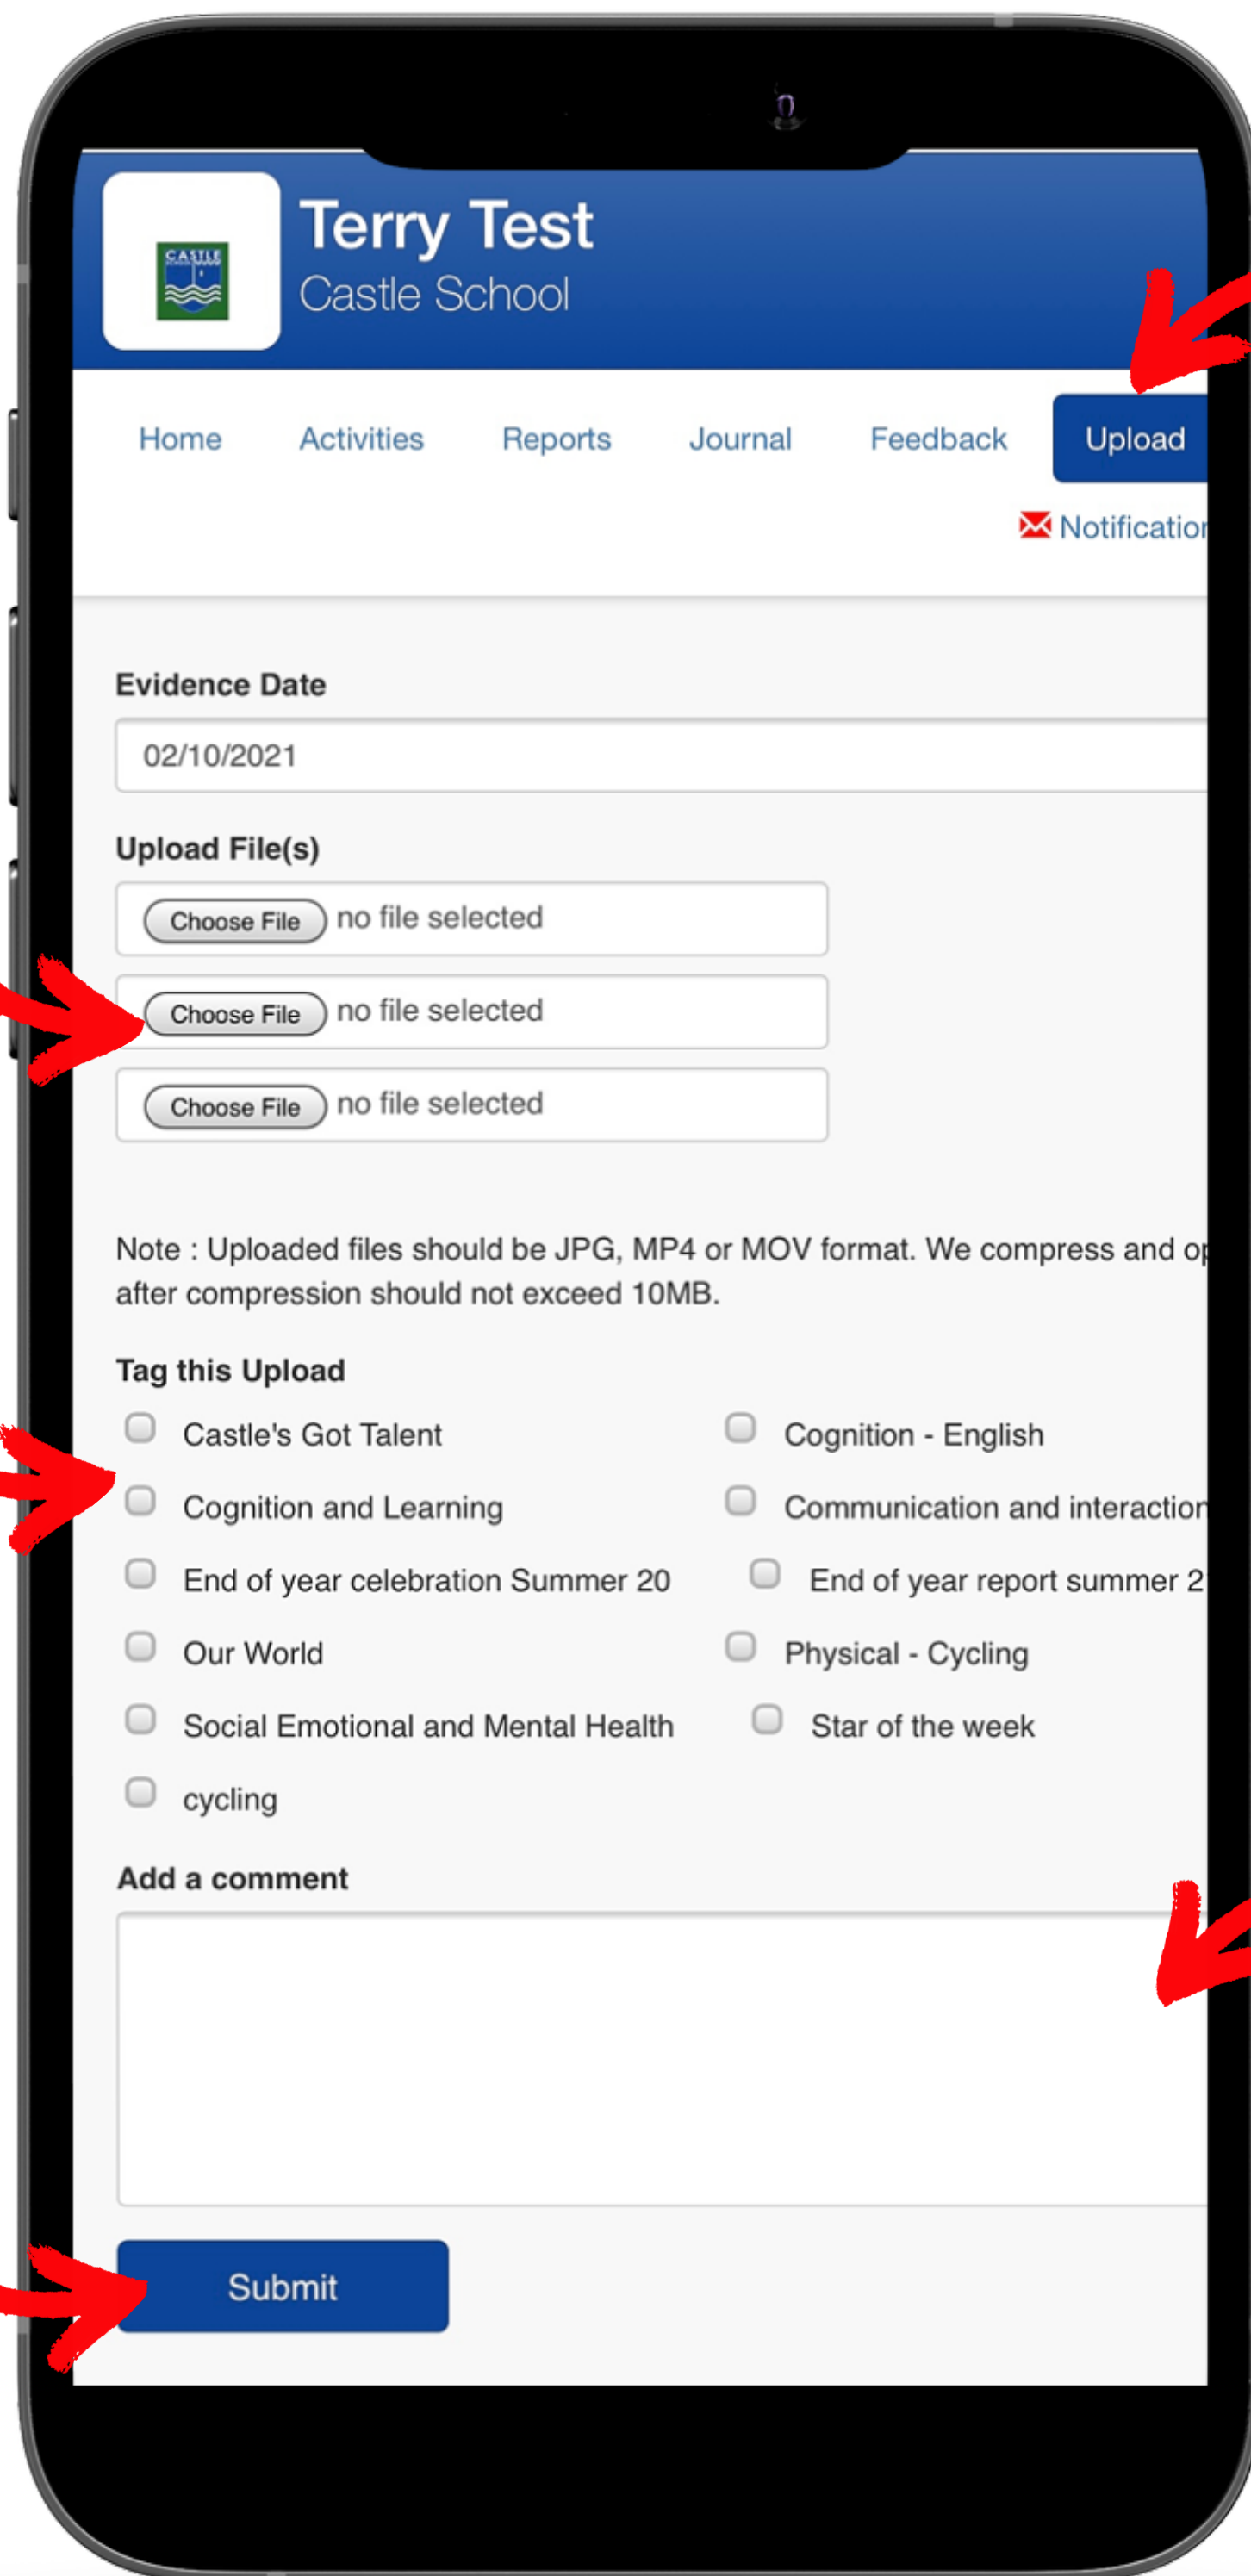 CASTLE
Terry Test
Castle School
Home Activities Reports Journal Feedback Upload
Notification
Evidence Date
02/10/2021
Upload File(s)
Choose File no file selected
Choose File no file selected
Choose File no file selected
Note : Uploaded files should be JPG, MP4 or MOV format. We compress and op
after compression should not exceed 10MB.
Tag this Upload
Castle's Got Talent Cognition - English
Cognition and Learning Communication and interaction
End of year celebration Summer 20 End of year report summer 2
Our World Physical - Cycling
Social Emotional and Mental Health Star of the week
cycling
Add a comment
Submit